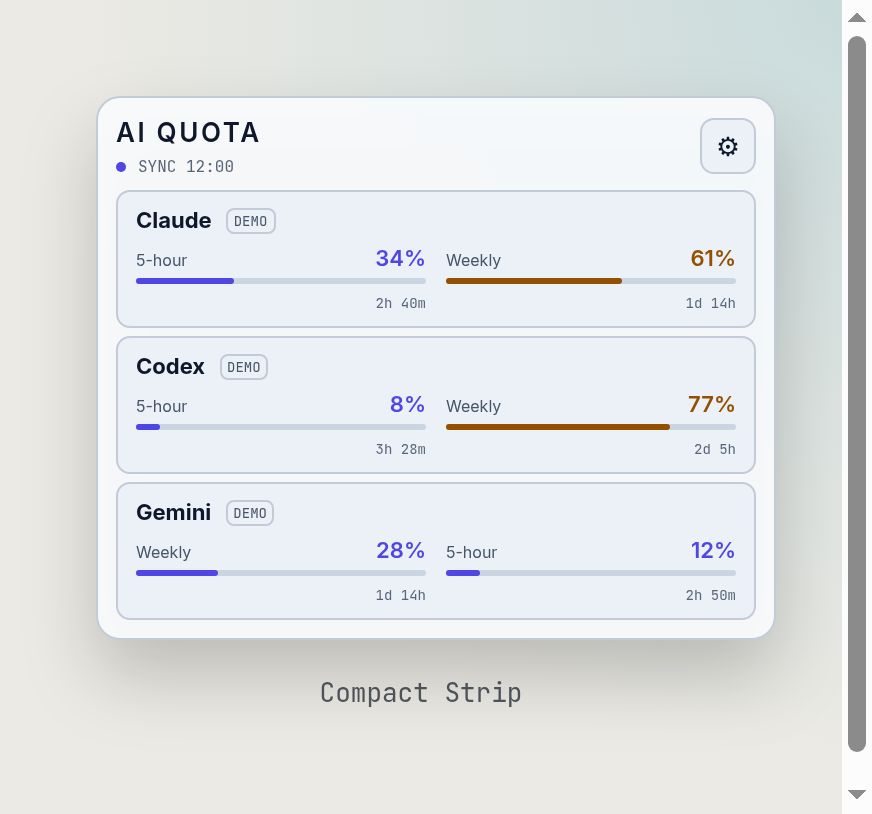 AI QUOTA
SYNC 12:00
Claude DEMO
5-hour 34% Weekly 61%
2h 40m 1d 14h
Codex DEMO
5-hour 8% Weekly 77%
3h 28m 2d 5h
Gemini DEMO
Weekly 28% 5-hour 12%
1d 14h 2h 50m
Compact Strip